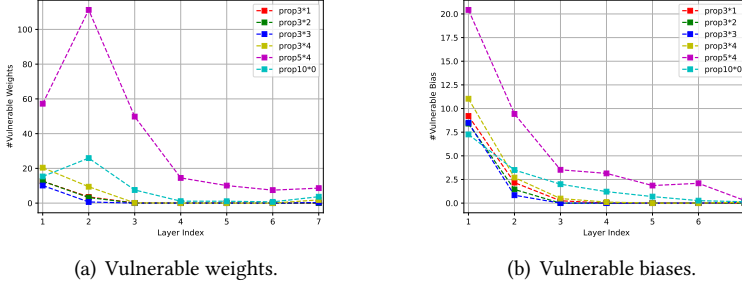 prop3*1
prop3*2
prop3*3
prop3*4
prop5*4
prop10*0
100
80
60
40
20
0
#Vulnerable Weights
1 2 3 4 5 6 7
Layer Index
(a) Vulnerable weights.
prop3*1
prop3*2
prop3*3
prop3*4
prop5*4
prop10*0
20.0
17.5
15.0
12.5
10.0
7.5
5.0
2.5
0.0
#Vulnerable Bias
1 2 3 4 5 6
Layer Index
(b) Vulnerable biases.